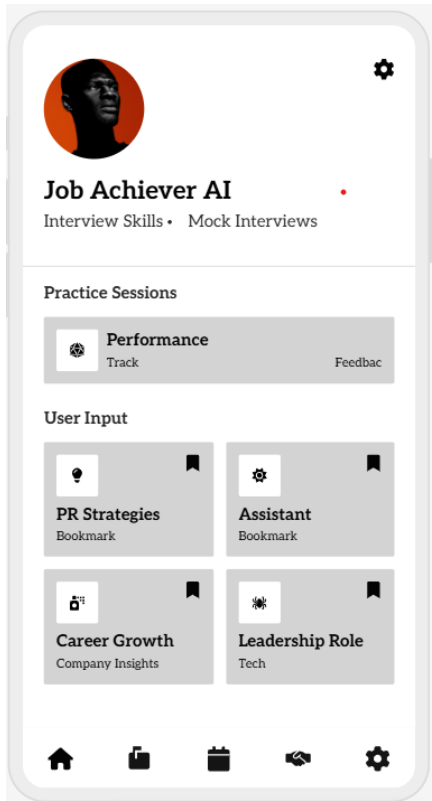 Job Achiever AI
Interview Skills • Mock Interviews
Practice Sessions
Performance
Track Feedbac
User Input
PR Strategies
Bookmark
Assistant
Bookmark
Career Growth
Company Insights
Leadership Role
Tech